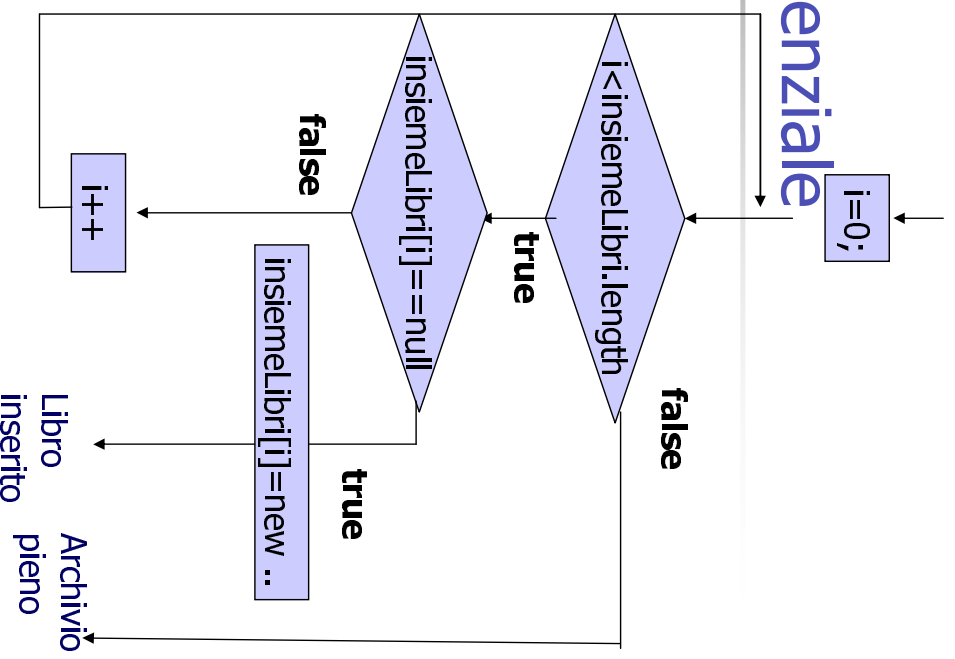 enziale
i=0;
i<insiemeLibri.length
false
true
insiemeLibri[i]==null
false
true
insiemeLibri[i]=new ..
i++
Libro
inserito
Archivio
pieno